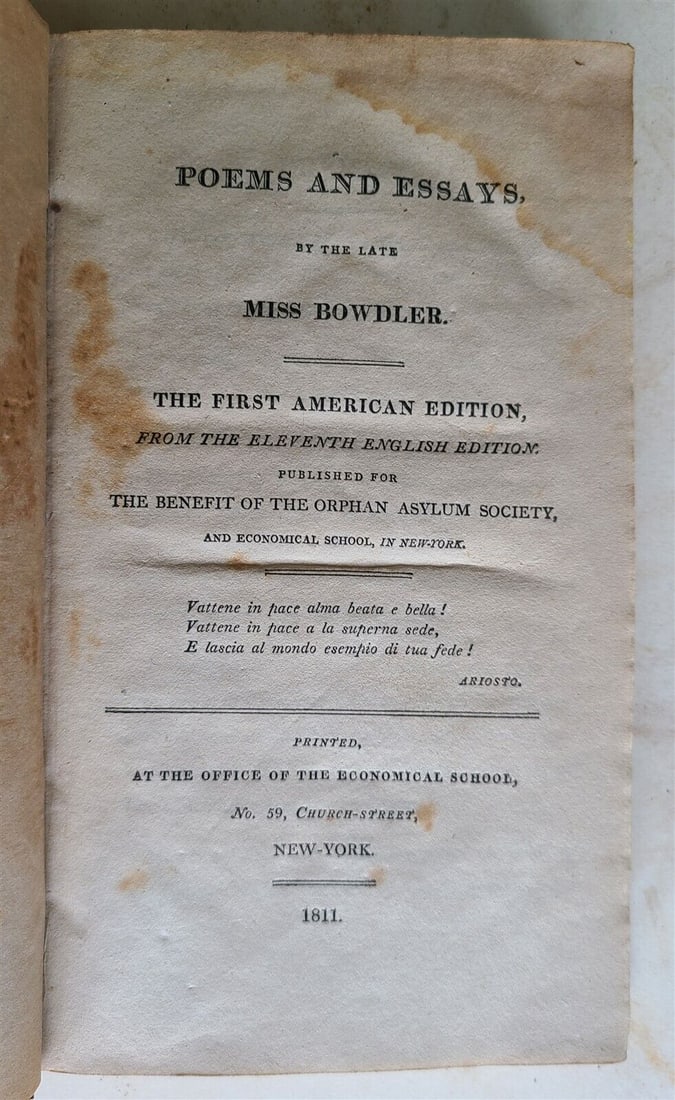 POEMS AND ESSAYS,
BY THE LATE
MISS BOWDLER.
THE FIRST AMERICAN EDITION,
FROM THE ELEVENTH ENGLISH EDITION.
PUBLISHED FOR
THE BENEFIT OF THE ORPHAN ASYLUM SOCIETY,
AND ECONOMICAL SCHOOL, IN NEW-YORK.
Vattene in pace alma beata e bella!
Vattene in pace a la superna sede,
E lascia al mondo esempio di tua fede!
ARIOSTO.
PRINTED,
AT THE OFFICE OF THE ECONOMICAL SCHOOL,
No. 59, CHURCH-STREET,
NEW-YORK.
1811.